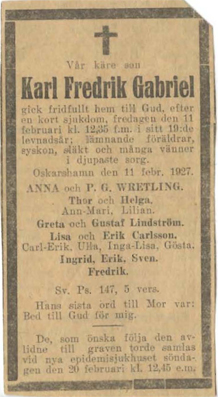 Vår käre son
Karl Fredrik Gabriel
gick fridfullt hem till Gud, efter
en kort sjukdom, fredagen den 11
februari kl. 12,35 f.m. i sitt 19:de
levnadsår; lämnande föräldrar,
syskon, släkt och många vänner
i djupaste sorg.
Oskarshamn den 11 febr. 1927.
ANNA och P. G. WRETLING.
Thor och Helga.
Ann-Mari, Lilian.
Greta och Gustaf Lindström.
Lisa och Erik Carlsson.
Carl-Erik, Ulla, Inga-Lisa, Gösta.
Ingrid, Erik, Sven.
Fredrik.
Sv. Ps. 147, 5 vers.
Hans sista ord till Mor var:
Bed till Gud för mig.
De, som önska följa den av-
lidne till graven torde samlas
vid nya epidemisjukhuset sönda-
gen den 20 februari kl. 12,45 e.m.